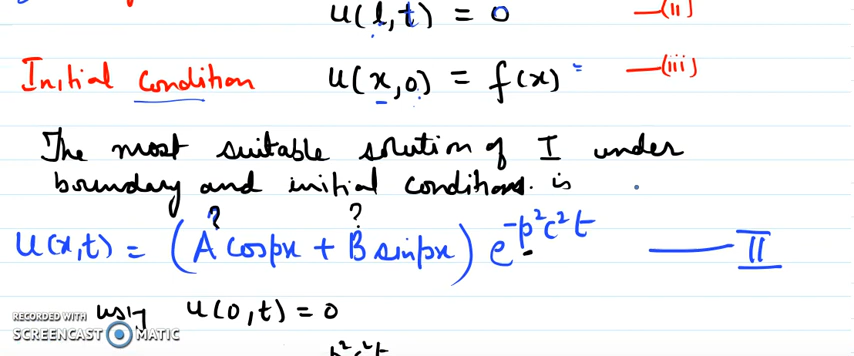 u(l,t) = 0 —(ii)
Initial Condition u(x,0) = f(x) —(iii)
The most suitable solution of I under
boundary and initial conditions. is
? ?
u(x,t) = (A cospx + B sinpx) e^{-p²c²t} — II
using u(0,t) = 0
p²c²t
RECORDED WITH
SCREENCAST MATIC